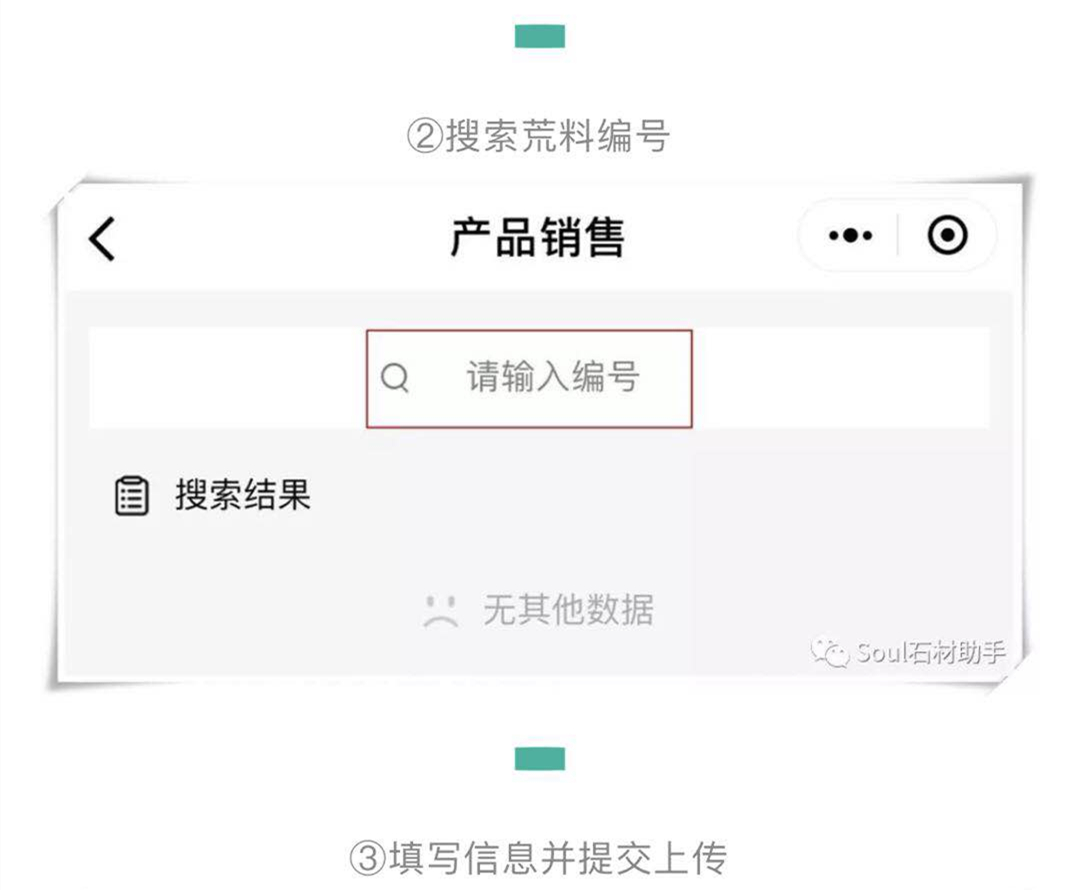 ②搜索荒料编号
产品销售
请输入编号
搜索结果
无其他数据
Soul石材助手
③填写信息并提交上传